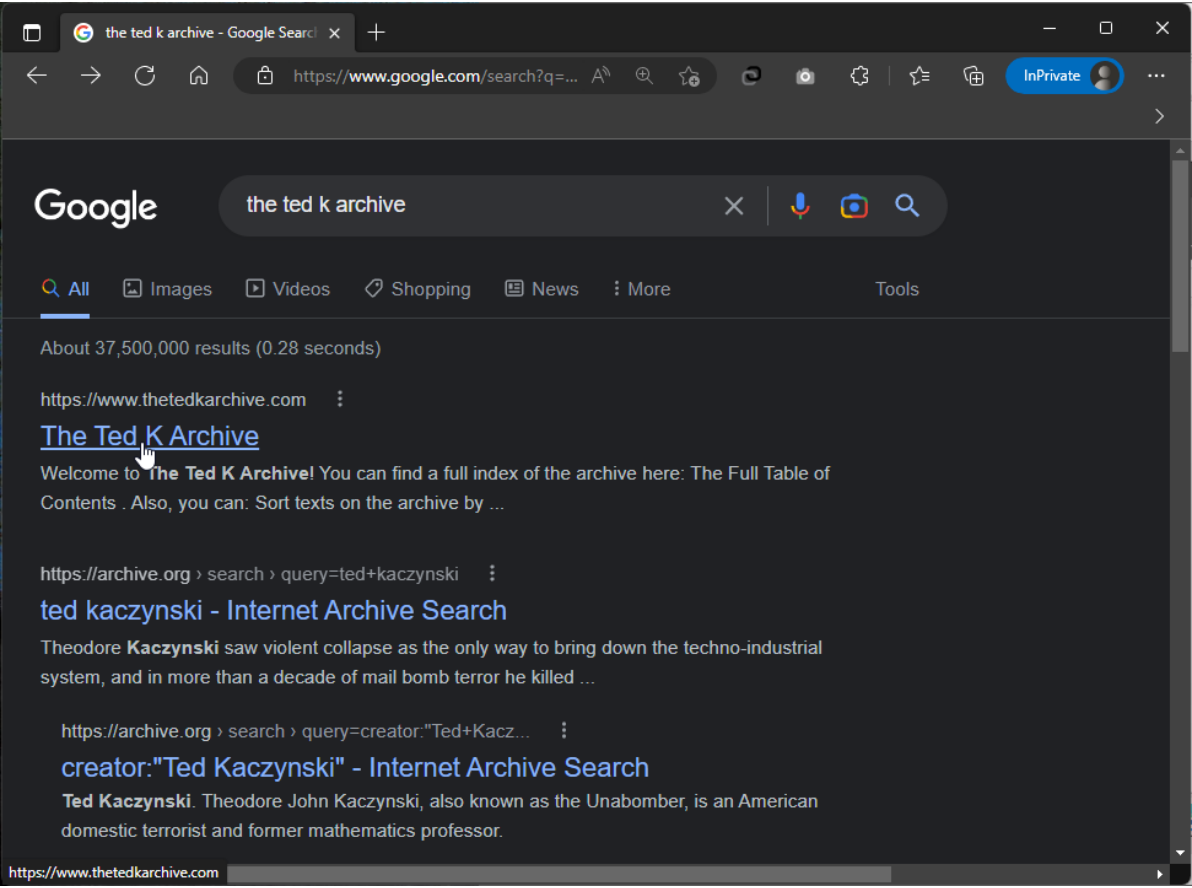 the ted k archive - Google Searc
https://www.google.com/search?q=...
InPrivate
Google
the ted k archive
All
Images
Videos
Shopping
News
More
Tools
About 37,500,000 results (0.28 seconds)
https://www.thetedkarchive.com
The Ted K Archive
Welcome to The Ted K Archive! You can find a full index of the archive here: The Full Table of
Contents . Also, you can: Sort texts on the archive by ...
https://archive.org › search › query=ted+kaczynski
ted kaczynski - Internet Archive Search
Theodore Kaczynski saw violent collapse as the only way to bring down the techno-industrial
system, and in more than a decade of mail bomb terror he killed ...
https://archive.org › search › query=creator:"Ted+Kacz...
creator:"Ted Kaczynski" - Internet Archive Search
Ted Kaczynski. Theodore John Kaczynski, also known as the Unabomber, is an American
domestic terrorist and former mathematics professor.
https://www.thetedkarchive.com